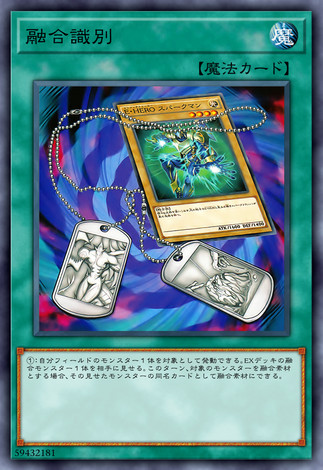 融合識別
魔
【魔法カード】
E・HERO スパークマン
ATK/1600 DEF/1400
①:自分フィールドのモンスター1体を対象として発動できる。EXデッキの融
合モンスター1体を相手に見せる。このターン、対象のモンスターを融合素材
とする場合、その見せたモンスターの同名カードとして融合素材にできる。
59432181